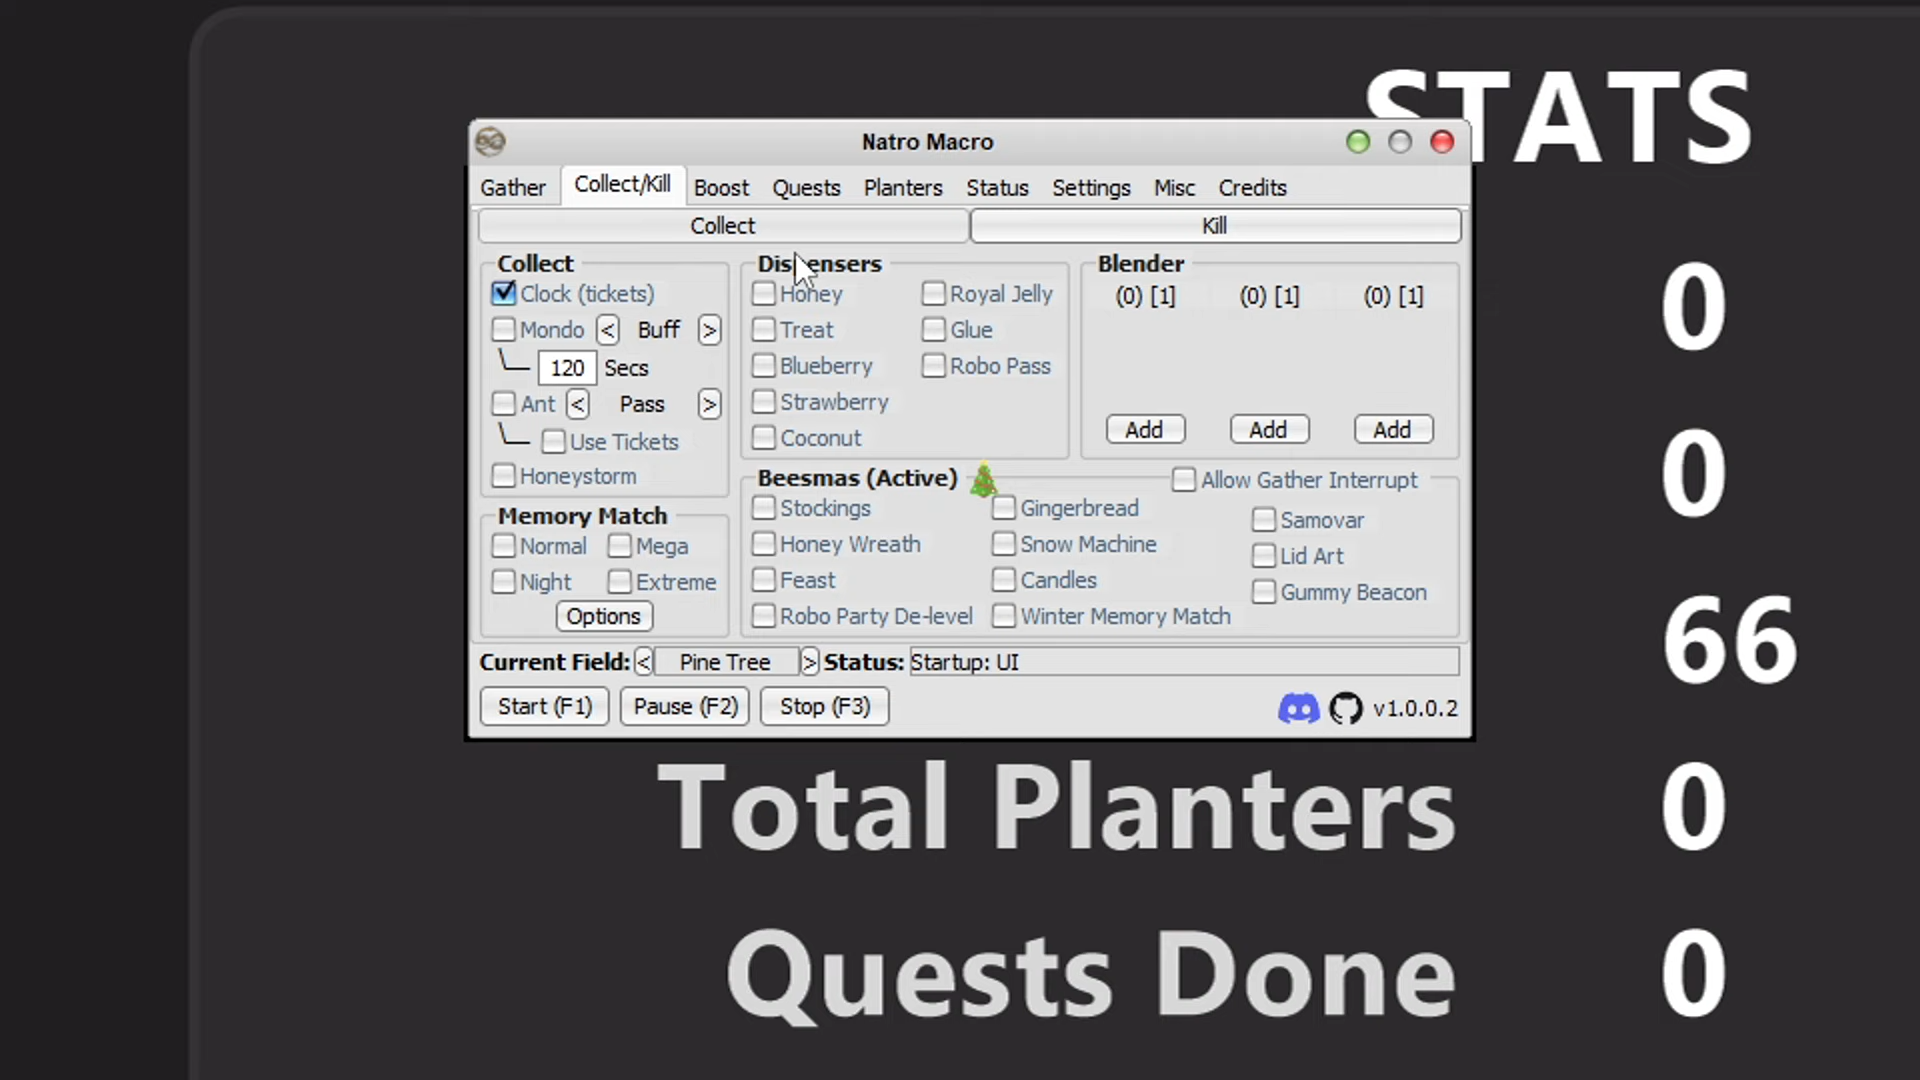 STATS
Natro Macro
Gather Collect/Kill Boost Quests Planters Status Settings Misc Credits
Collect Kill
Collect
Clock (tickets)
Mondo < Buff >
120 Secs
Ant < Pass >
Use Tickets
Honeystorm
Memory Match
Normal Mega
Night Extreme
Options
Dispensers
Honey Royal Jelly
Treat Glue
Blueberry Robo Pass
Strawberry
Coconut
Blender
(0) [1] (0) [1] (0) [1]
Add Add Add
Beesmas (Active) Allow Gather Interrupt
Stockings Gingerbread Samovar
Honey Wreath Snow Machine Lid Art
Feast Candles Gummy Beacon
Robo Party De-level Winter Memory Match
Current Field: < Pine Tree > Status: Startup: UI
Start (F1) Pause (F2) Stop (F3) v1.0.0.2
0
0
66
Total Planters 0
Quests Done 0